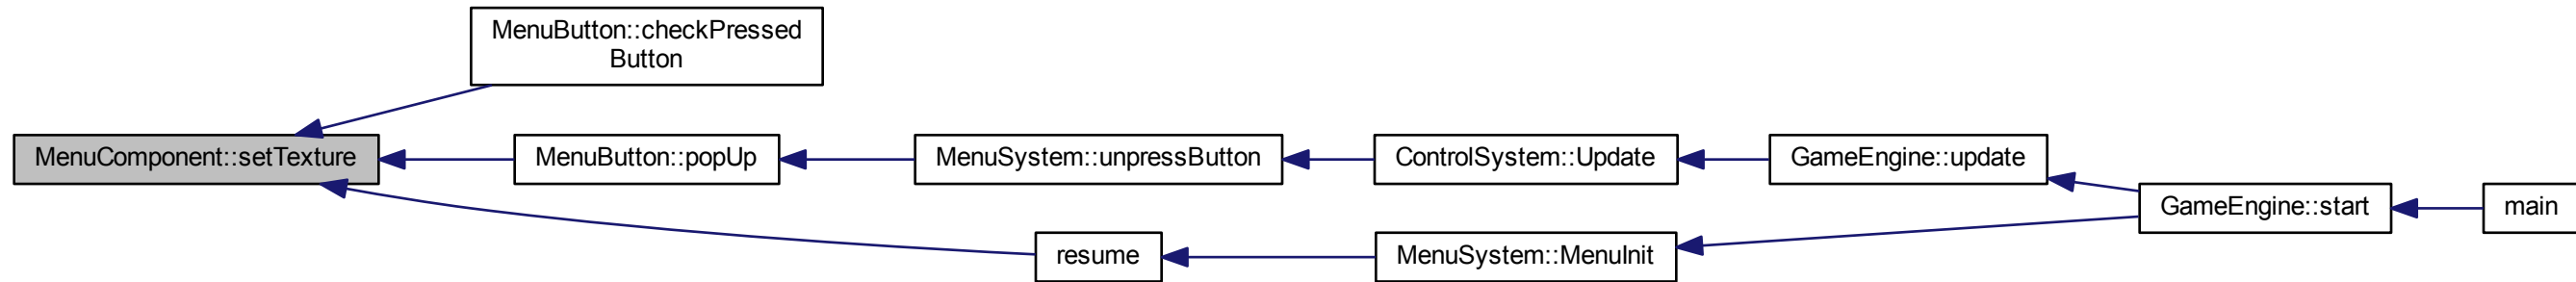 MenuButton::checkPressed
Button
MenuComponent::setTexture
MenuButton::popUp
MenuSystem::unpressButton
ControlSystem::Update
GameEngine::update
GameEngine::start
main
resume
MenuSystem::MenuInit